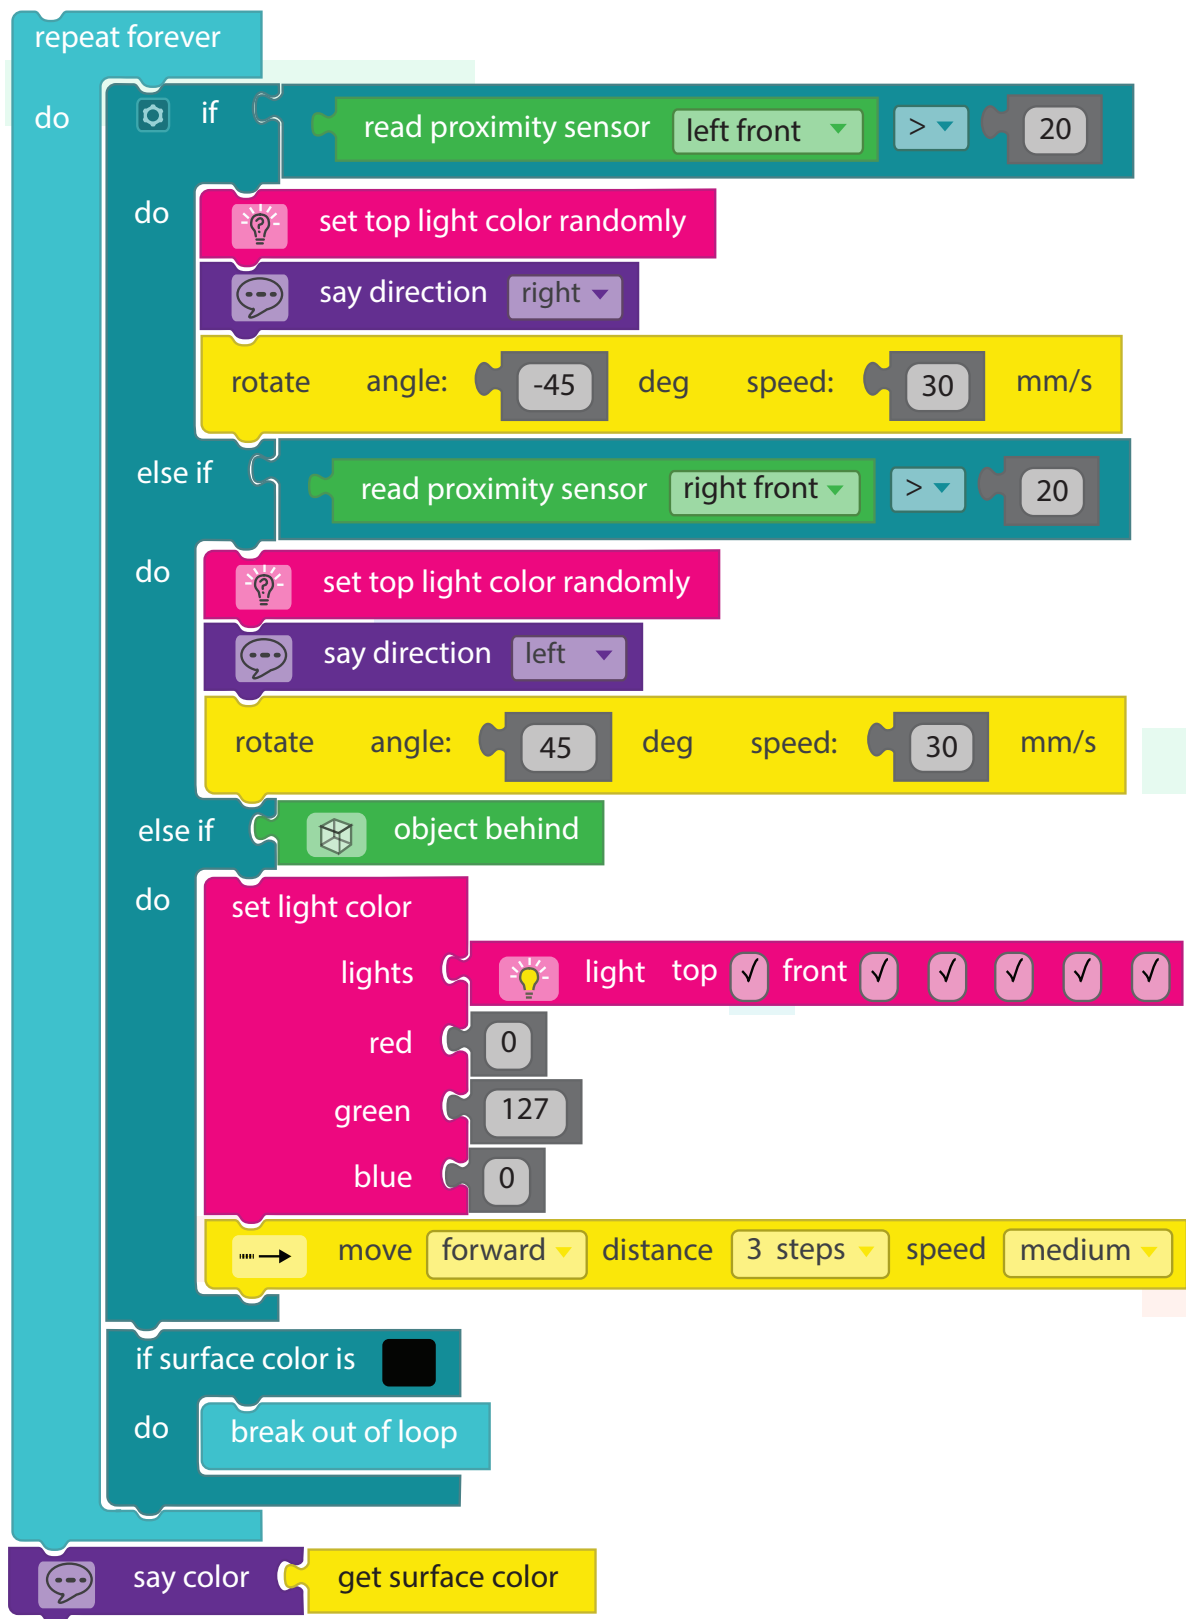 repeat forever
do if read proximity sensor left front > 20
do set top light color randomly
say direction right
rotate angle: -45 deg speed: 30 mm/s
else if read proximity sensor right front > 20
do set top light color randomly
say direction left
rotate angle: 45 deg speed: 30 mm/s
else if object behind
do set light color
lights light top √ front √ √ √ √ √
red 0
green 127
blue 0
move forward distance 3 steps speed medium
if surface color is
do break out of loop
say color get surface color